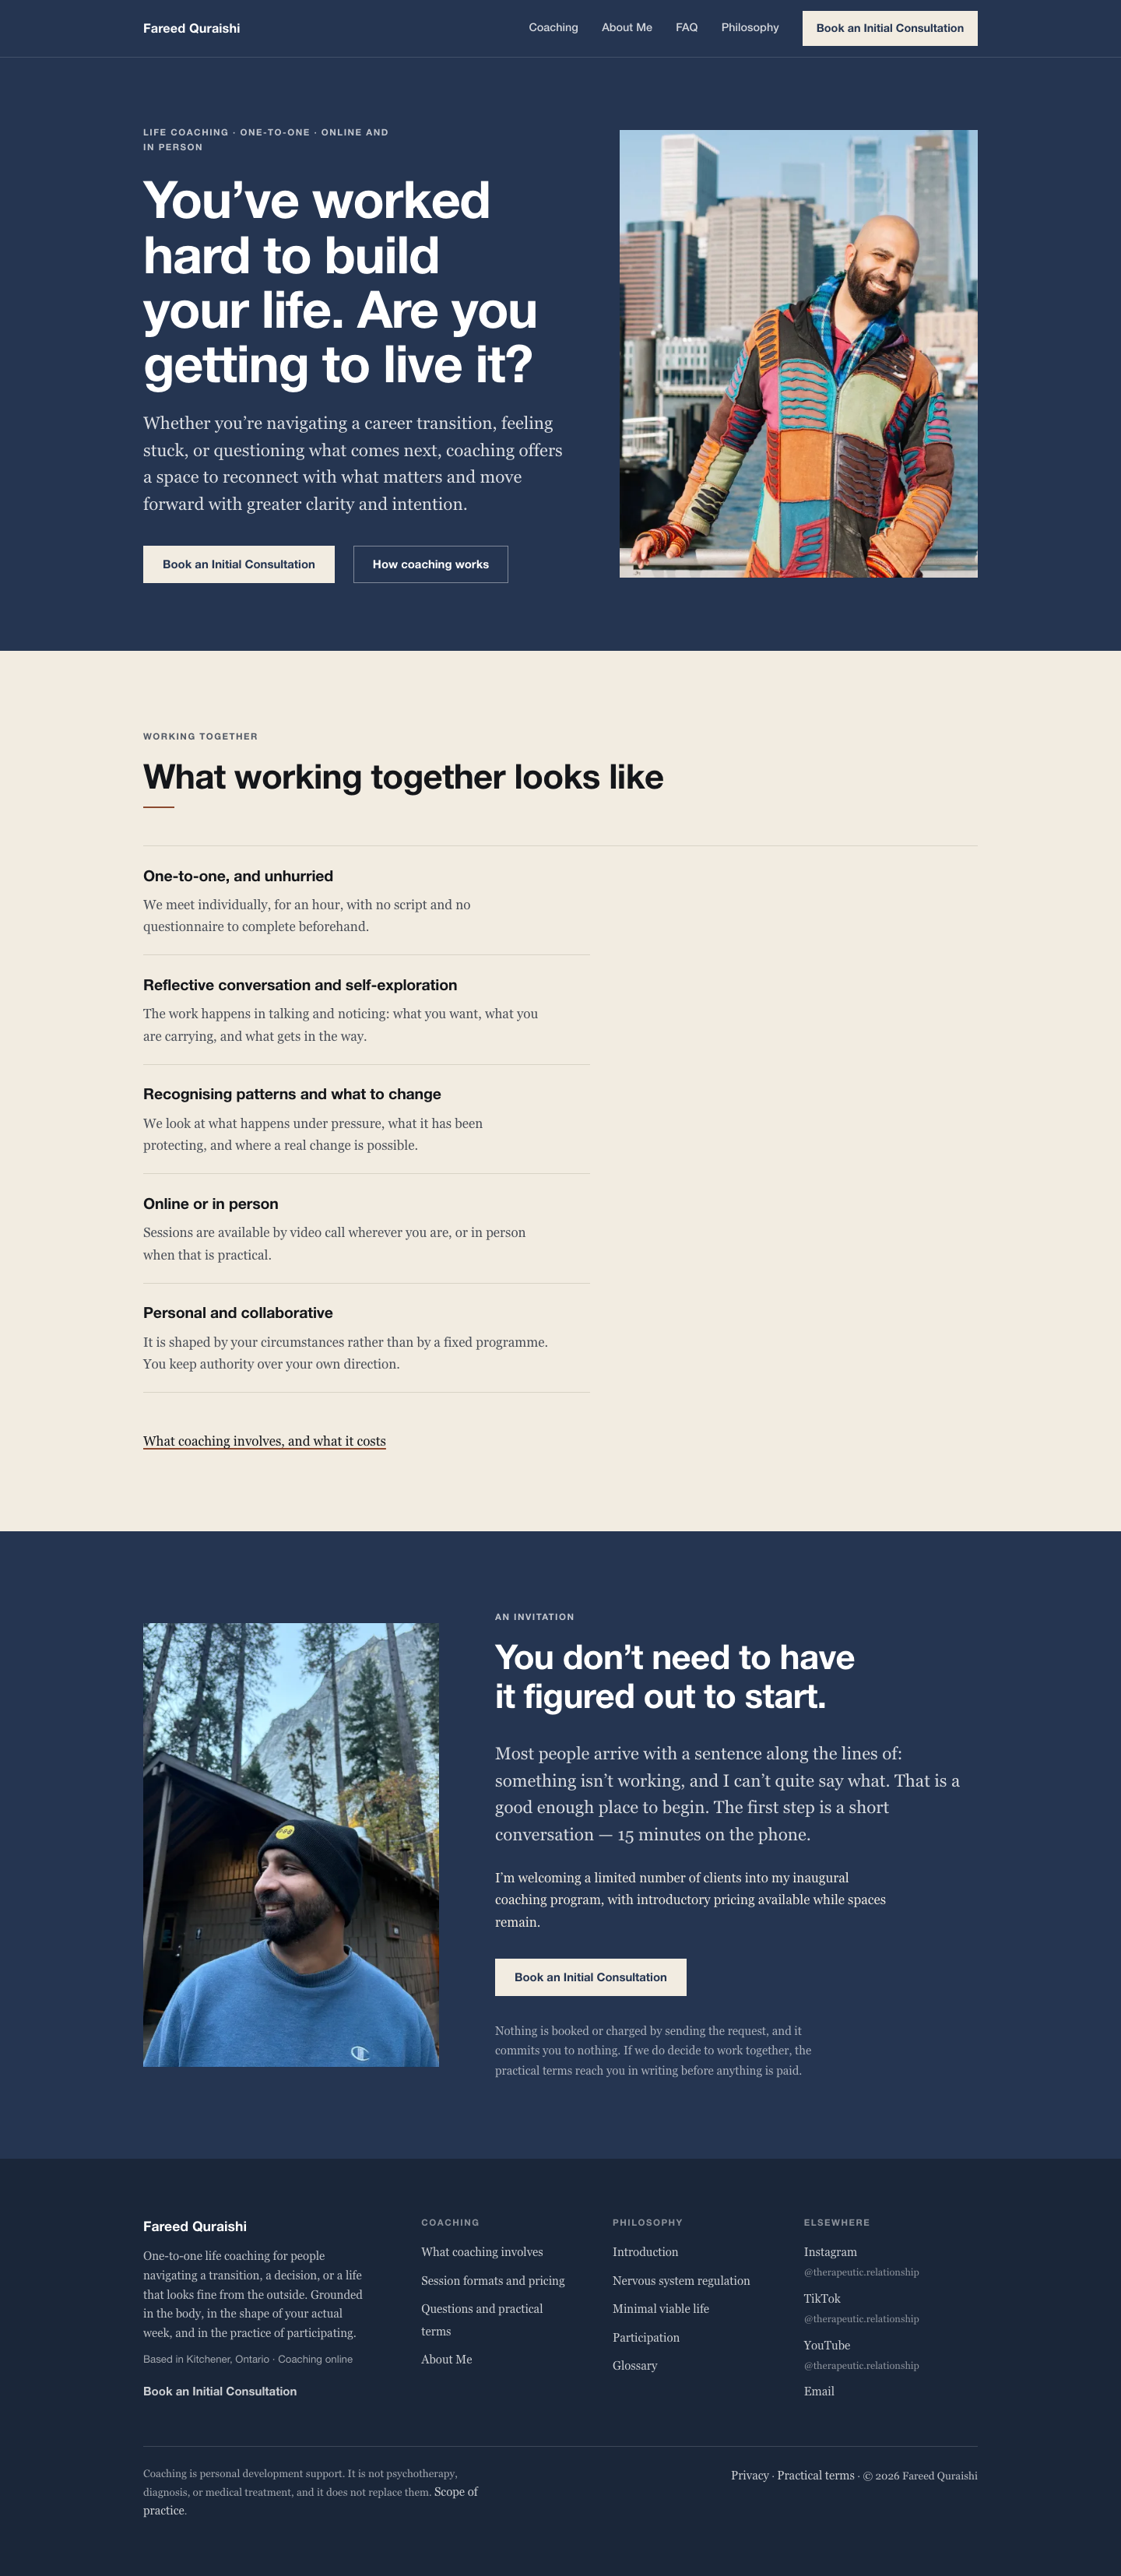 Fareed Quraishi
Coaching
About Me
FAQ
Philosophy
Book an Initial Consultation
LIFE COACHING · ONE-TO-ONE · ONLINE AND
IN PERSON
You’ve worked
hard to build
your life. Are you
getting to live it?
Whether you’re navigating a career transition, feeling
stuck, or questioning what comes next, coaching offers
a space to reconnect with what matters and move
forward with greater clarity and intention.
Book an Initial Consultation
How coaching works
WORKING TOGETHER
What working together looks like
One-to-one, and unhurried
We meet individually, for an hour, with no script and no
questionnaire to complete beforehand.
Reflective conversation and self-exploration
The work happens in talking and noticing: what you want, what you
are carrying, and what gets in the way.
Recognising patterns and what to change
We look at what happens under pressure, what it has been
protecting, and where a real change is possible.
Online or in person
Sessions are available by video call wherever you are, or in person
when that is practical.
Personal and collaborative
It is shaped by your circumstances rather than by a fixed programme.
You keep authority over your own direction.
What coaching involves, and what it costs
AN INVITATION
You don’t need to have
it figured out to start.
Most people arrive with a sentence along the lines of:
something isn’t working, and I can’t quite say what. That is a
good enough place to begin. The first step is a short
conversation — 15 minutes on the phone.
I’m welcoming a limited number of clients into my inaugural
coaching program, with introductory pricing available while spaces
remain.
Book an Initial Consultation
Nothing is booked or charged by sending the request, and it
commits you to nothing. If we do decide to work together, the
practical terms reach you in writing before anything is paid.
Fareed Quraishi
One-to-one life coaching for people
navigating a transition, a decision, or a life
that looks fine from the outside. Grounded
in the body, in the shape of your actual
week, and in the practice of participating.
Based in Kitchener, Ontario · Coaching online
Book an Initial Consultation
COACHING
What coaching involves
Session formats and pricing
Questions and practical
terms
About Me
PHILOSOPHY
Introduction
Nervous system regulation
Minimal viable life
Participation
Glossary
ELSEWHERE
Instagram
@therapeutic.relationship
TikTok
@therapeutic.relationship
YouTube
@therapeutic.relationship
Email
Coaching is personal development support. It is not psychotherapy,
diagnosis, or medical treatment, and it does not replace them. Scope of
practice.
Privacy · Practical terms · © 2026 Fareed Quraishi